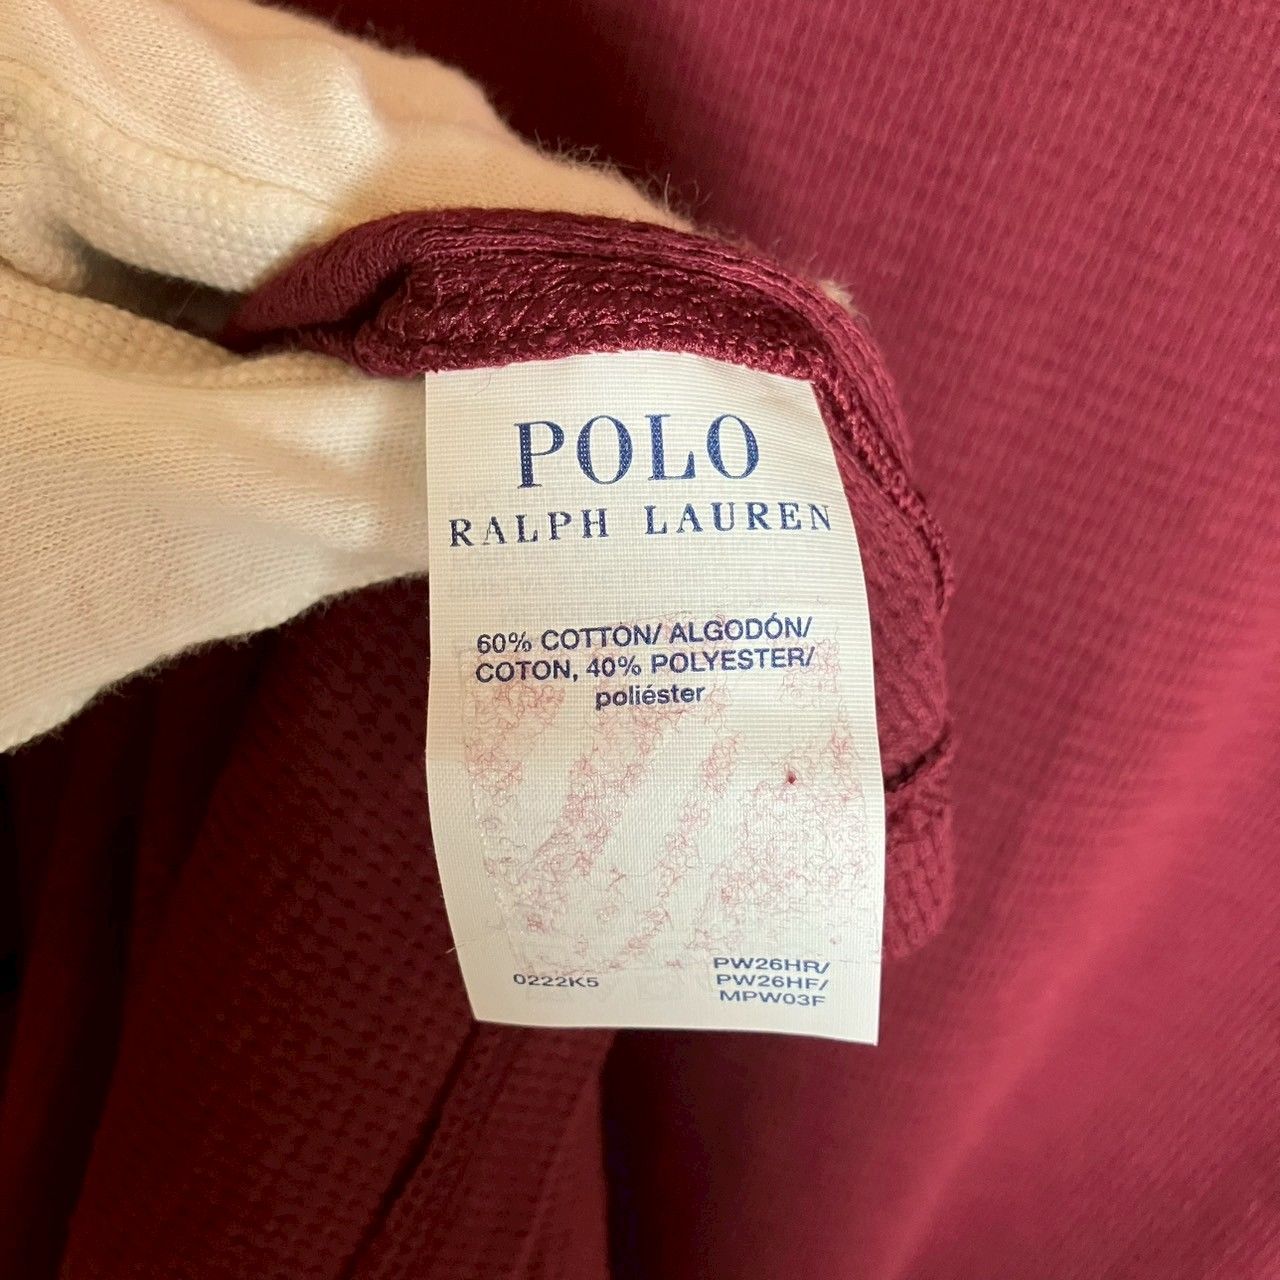 POLO
RALPH LAUREN
60% COTTON/ ALGODÓN/
COTON, 40% POLYESTER/
poliéster
0222K5
PW26HR/
PW26HF/
MPW03F